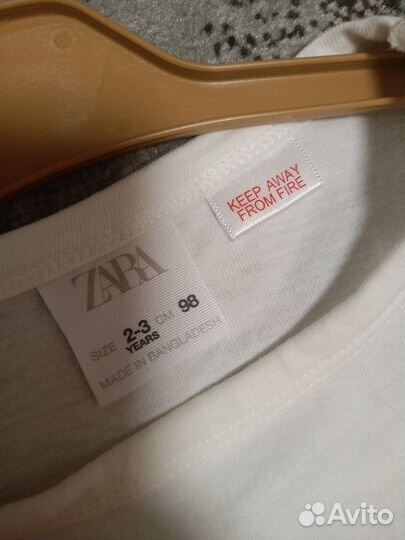 KEEP AWAY
FROM FIRE
ZARA
SIZE 2-3 YEARS CM 98
MADE IN BANGLADESH
Avito